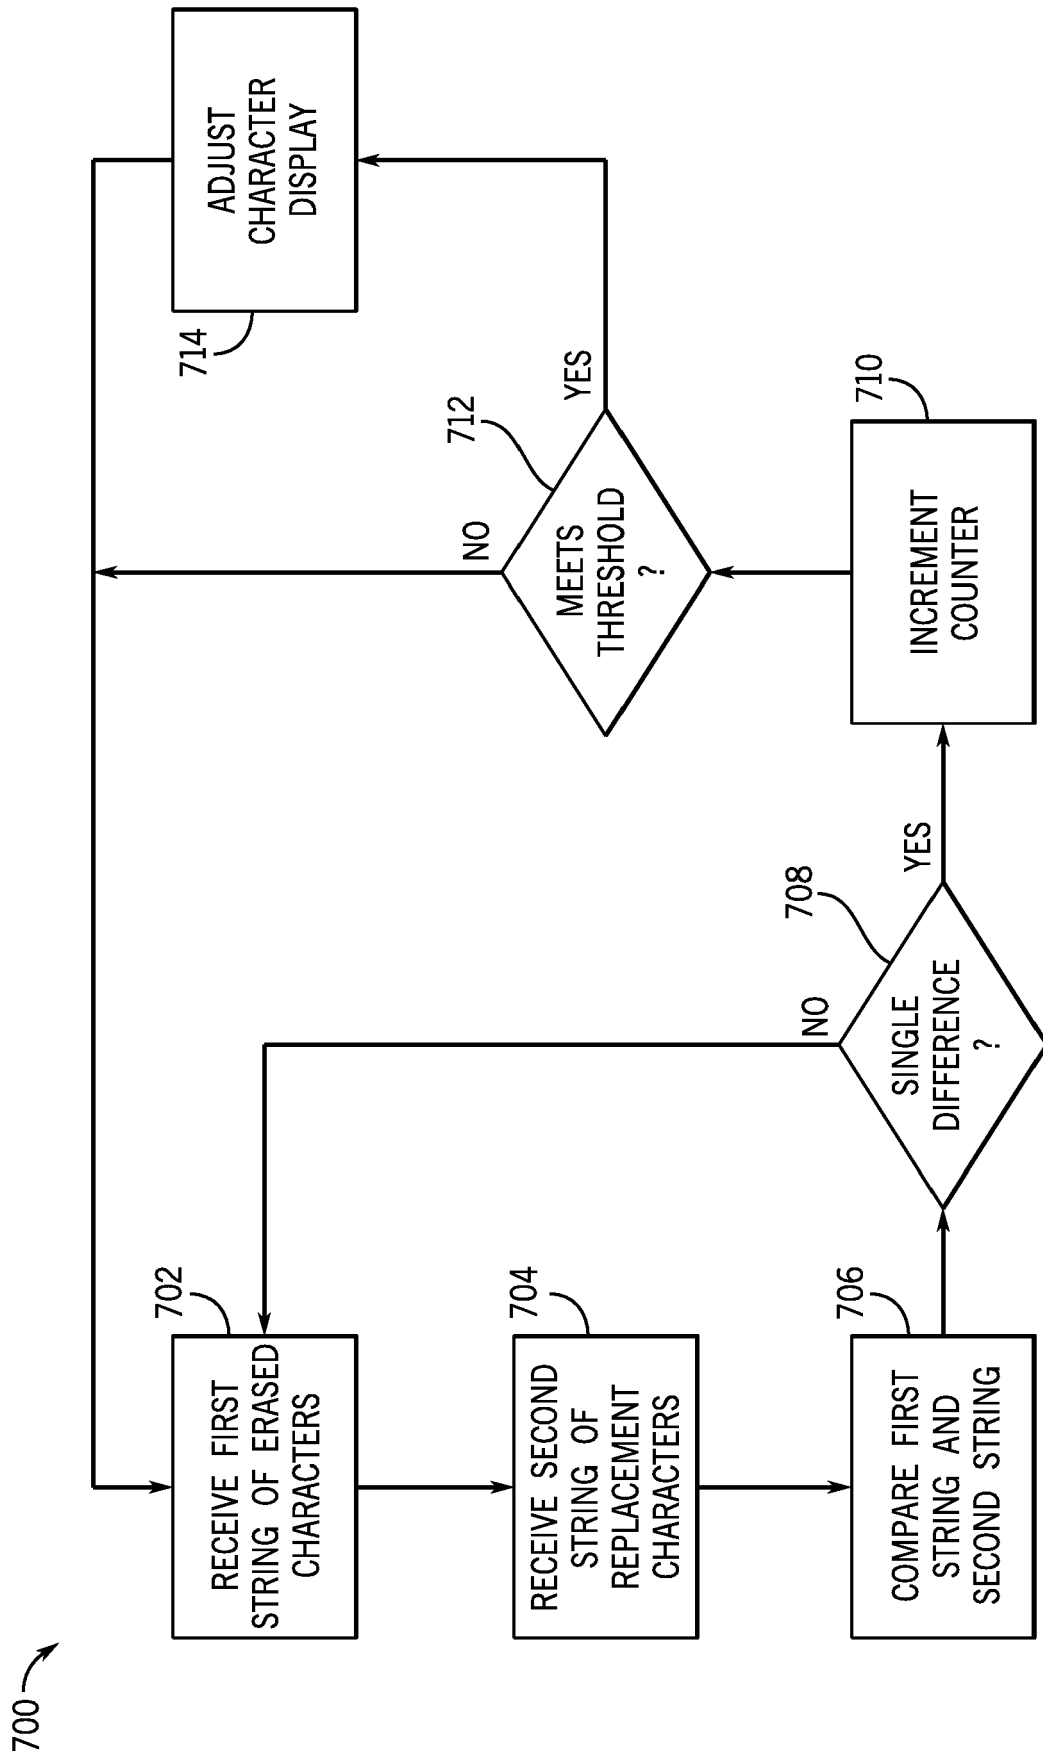 700
702
RECEIVE FIRST
STRING OF ERASED
CHARACTERS
704
RECEIVE SECOND
STRING OF
REPLACEMENT
CHARACTERS
706
COMPARE FIRST
STRING AND
SECOND STRING
708
SINGLE
DIFFERENCE
?
NO
YES
710
INCREMENT
COUNTER
712
MEETS
THRESHOLD
?
NO
YES
714
ADJUST
CHARACTER
DISPLAY